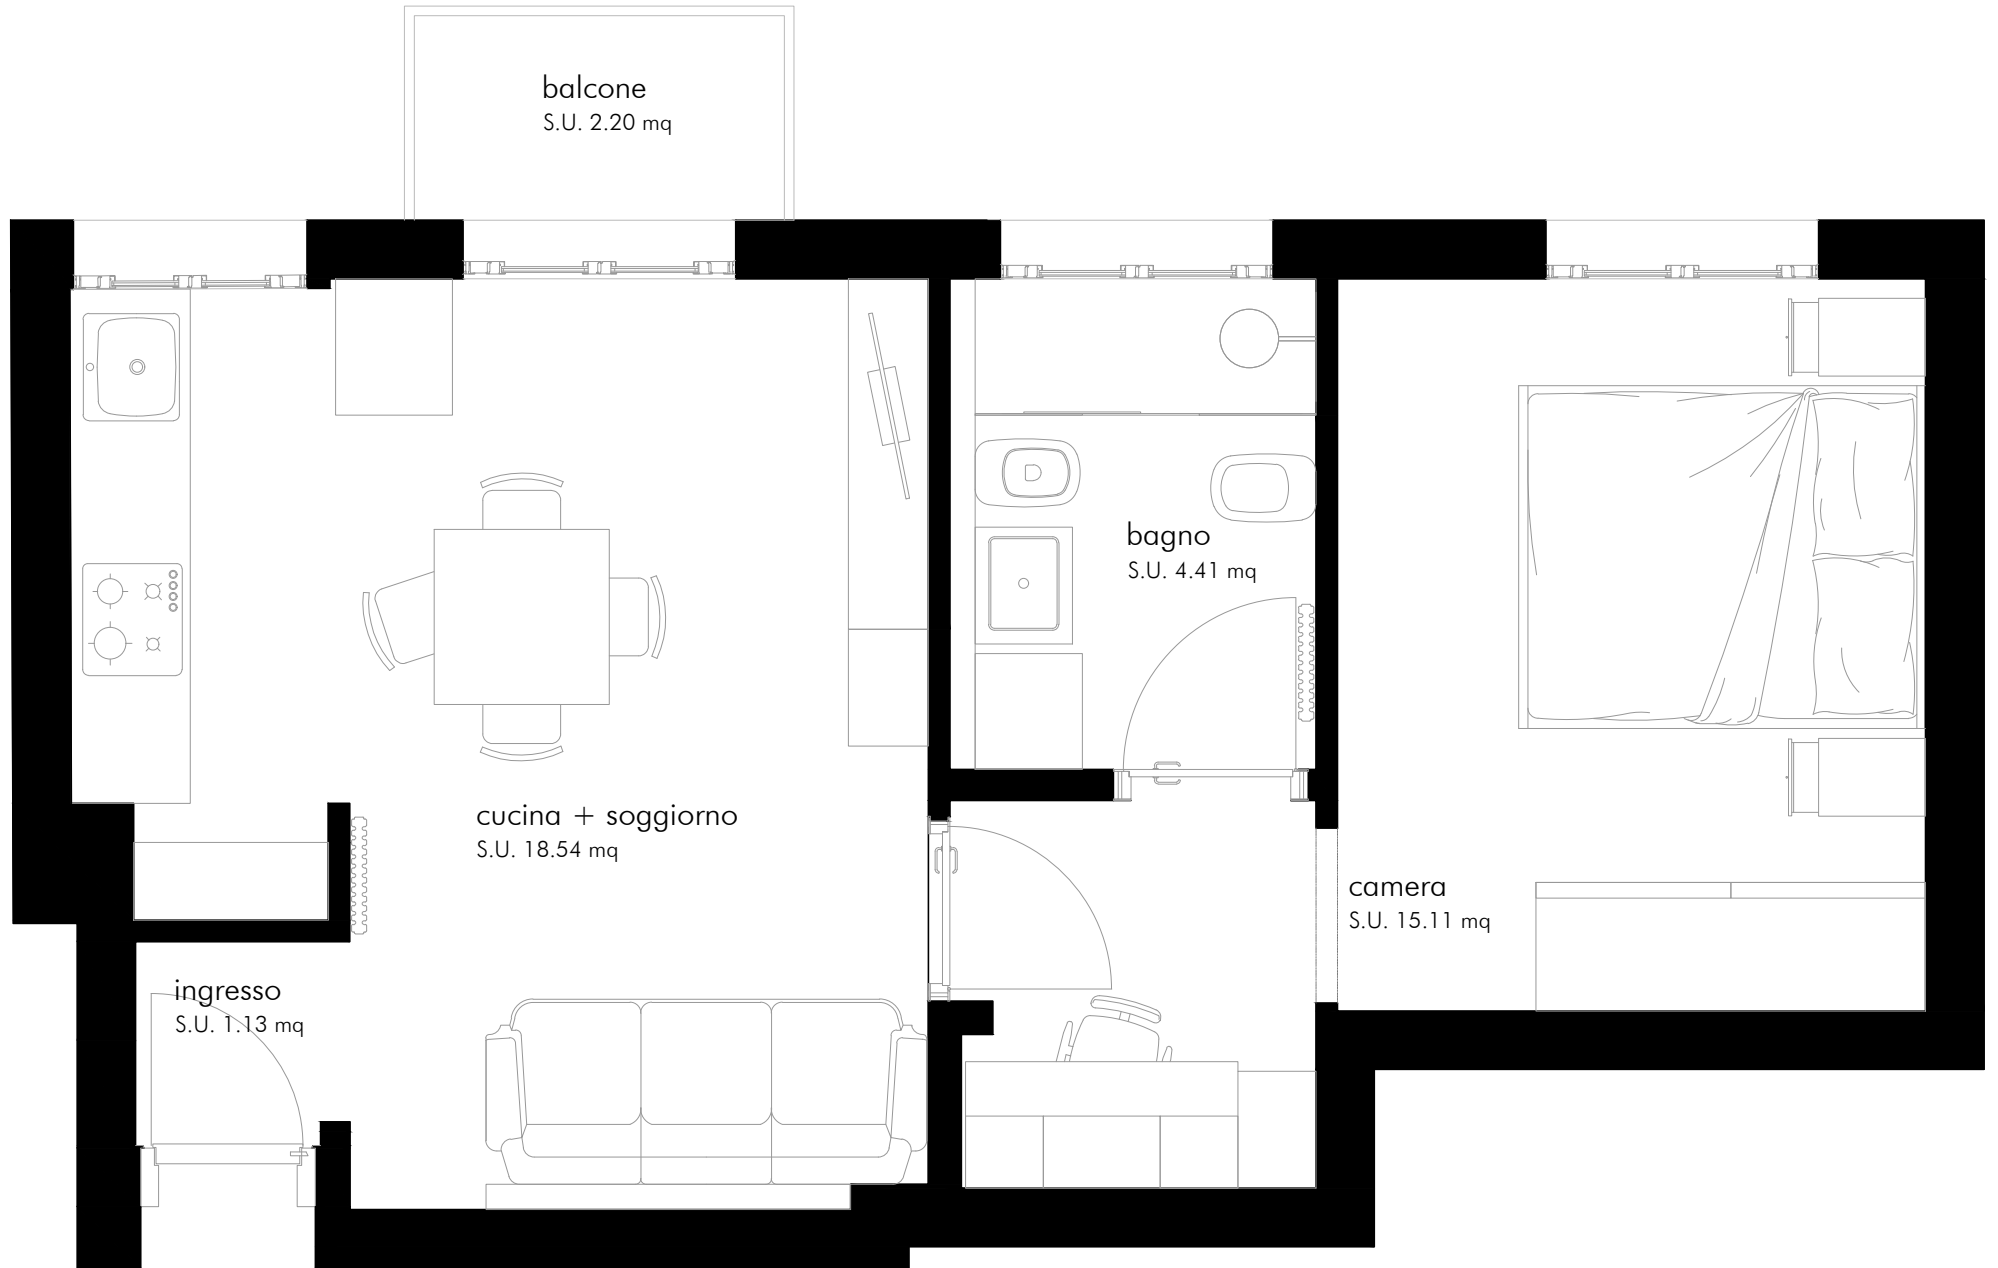 balcone
S.U. 2.20 mq
bagno
S.U. 4.41 mq
cucina + soggiorno
S.U. 18.54 mq
camera
S.U. 15.11 mq
ingresso
S.U. 1.13 mq